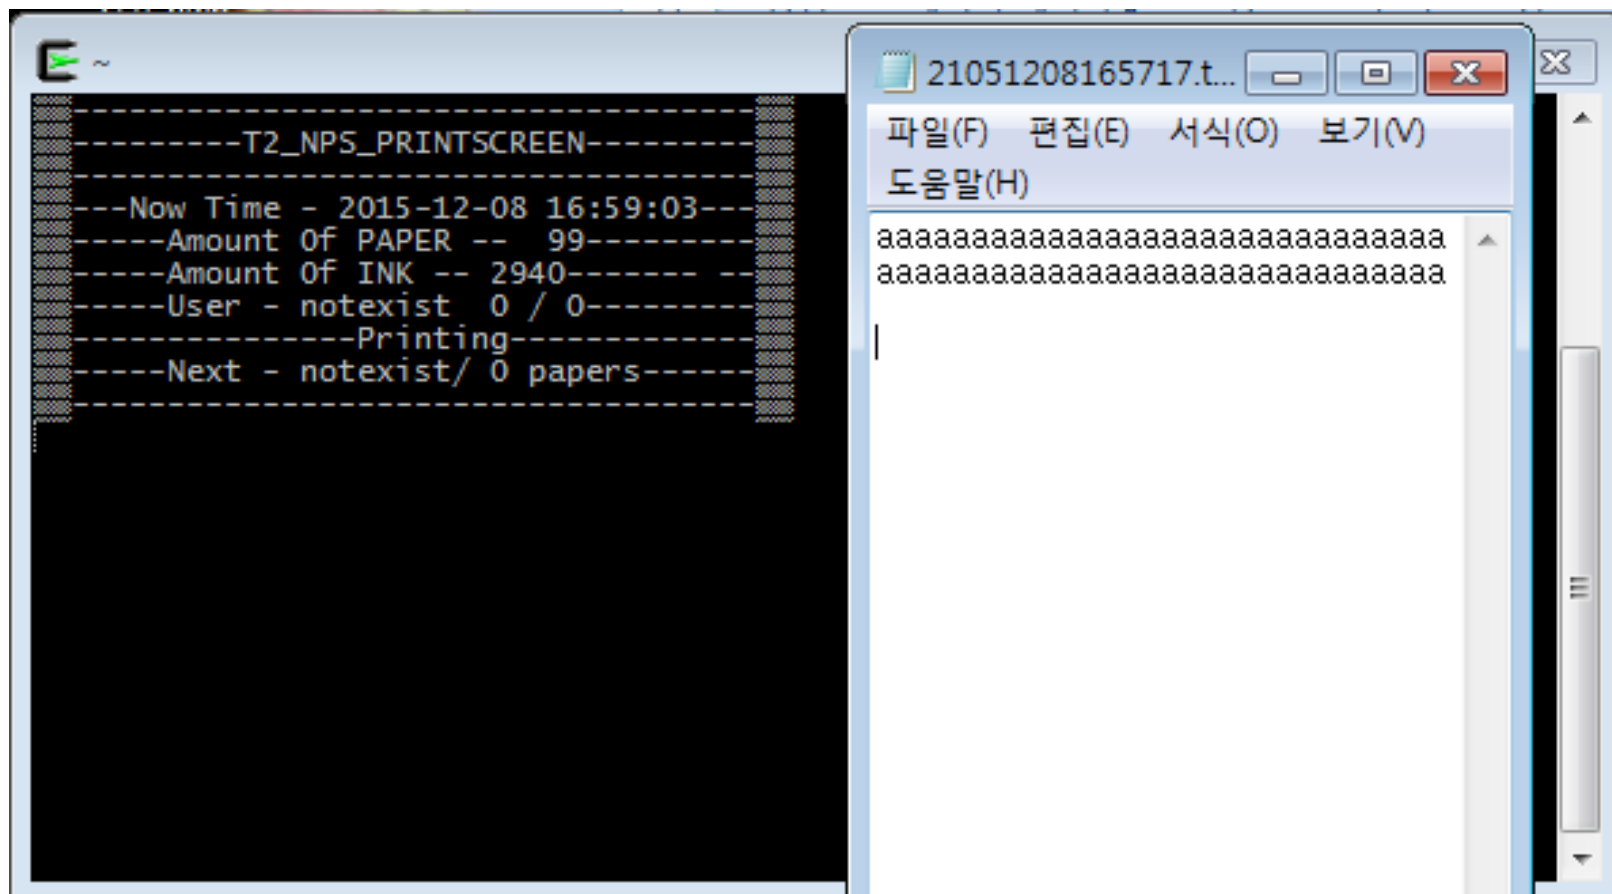 ~
▒▒------------------------------------▒▒
▒▒---------T2_NPS_PRINTSCREEN---------▒▒
▒▒------------------------------------▒▒
▒▒---Now Time - 2015-12-08 16:59:03---▒▒
▒▒-----Amount Of PAPER --  99---------▒▒
▒▒-----Amount Of INK -- 2940------- --▒▒
▒▒-----User - notexist  0 / 0---------▒▒
▒▒---------------Printing-------------▒▒
▒▒-----Next - notexist/ 0 papers------▒▒
▒▒------------------------------------▒▒
21051208165717.t...
파일(F) 편집(E) 서식(O) 보기(V)
도움말(H)
aaaaaaaaaaaaaaaaaaaaaaaaaaaaaa
aaaaaaaaaaaaaaaaaaaaaaaaaaaaaa